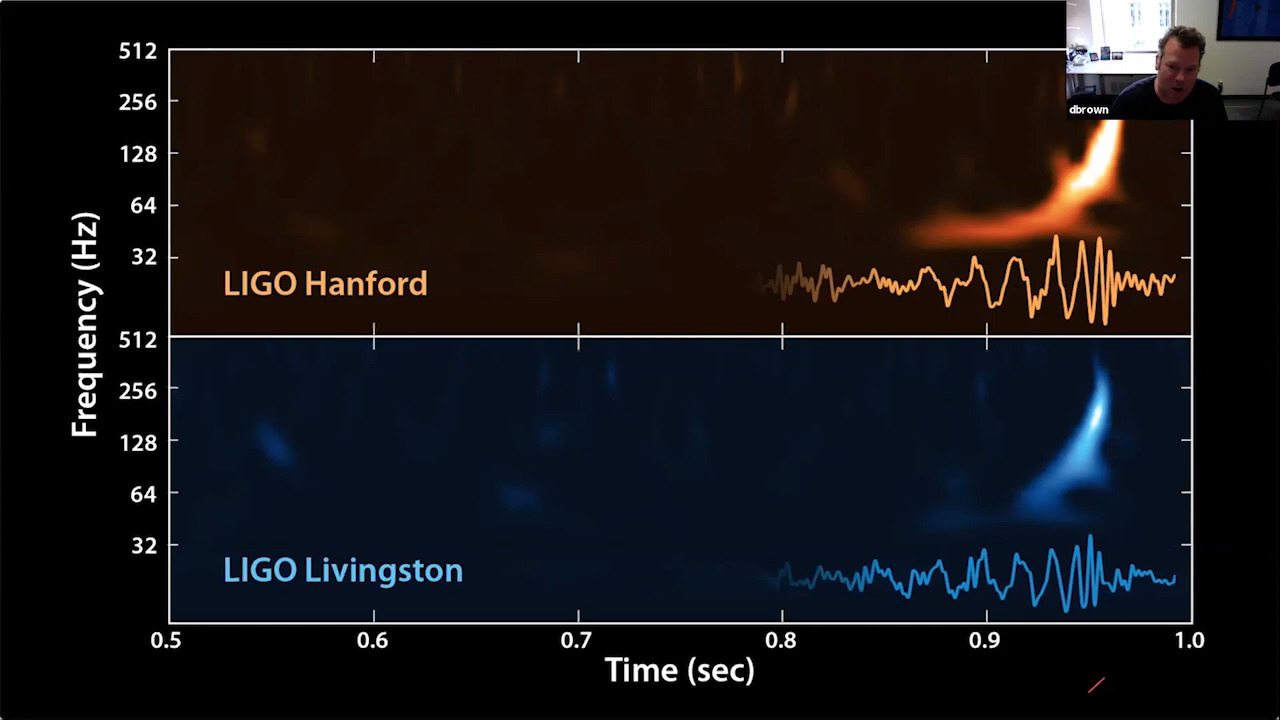 dbrown
Frequency (Hz)
512
256
128
64
32
LIGO Hanford
512
256
128
64
32
LIGO Livingston
0.5 0.6 0.7 0.8 0.9 1.0
Time (sec)